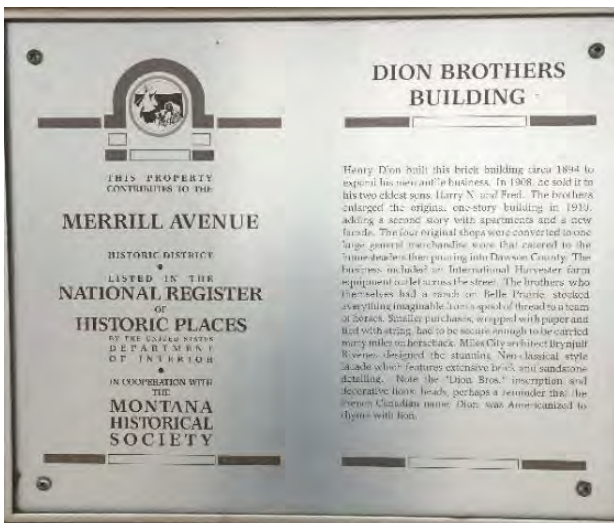 THIS PROPERTY
CONTRIBUTES TO THE
MERRILL AVENUE
HISTORIC DISTRICT
LISTED IN THE
NATIONAL REGISTER
OF
HISTORIC PLACES
BY THE UNITED STATES
DEPARTMENT
OF INTERIOR
IN COOPERATION WITH
THE
MONTANA
HISTORICAL
SOCIETY
DION BROTHERS
BUILDING
Henry Dion built this brick building circa 1894 to
expand his mercantile business. In 1908, he sold it to
his two eldest sons, Harry N. and Fred. The brothers
enlarged the original one-story building in 1910,
adding a second story with apartments and a new
facade. The four original shops were converted to one
large general merchandise store that catered to the
homesteaders then pouring into Dawson County. The
business included an International Harvester farm
equipment outlet across the street. The brothers who
themselves had a ranch on Belle Prairie, stocked
everything imaginable from a spool of thread to a team
of horses. Smaller purchases, wrapped with paper and
tied with string, had to be secure enough to be carried
many miles on horseback. Miles City architect Brynjulf
Rivenes designed the stunning Neo-classical style
facade which features extensive brick and sandstone
detailing. Note the "Dion Bros." inscription and
decorative lions' heads, perhaps a reminder that the
French Canadian name, Dion, was Americanized to
rhyme with lion.